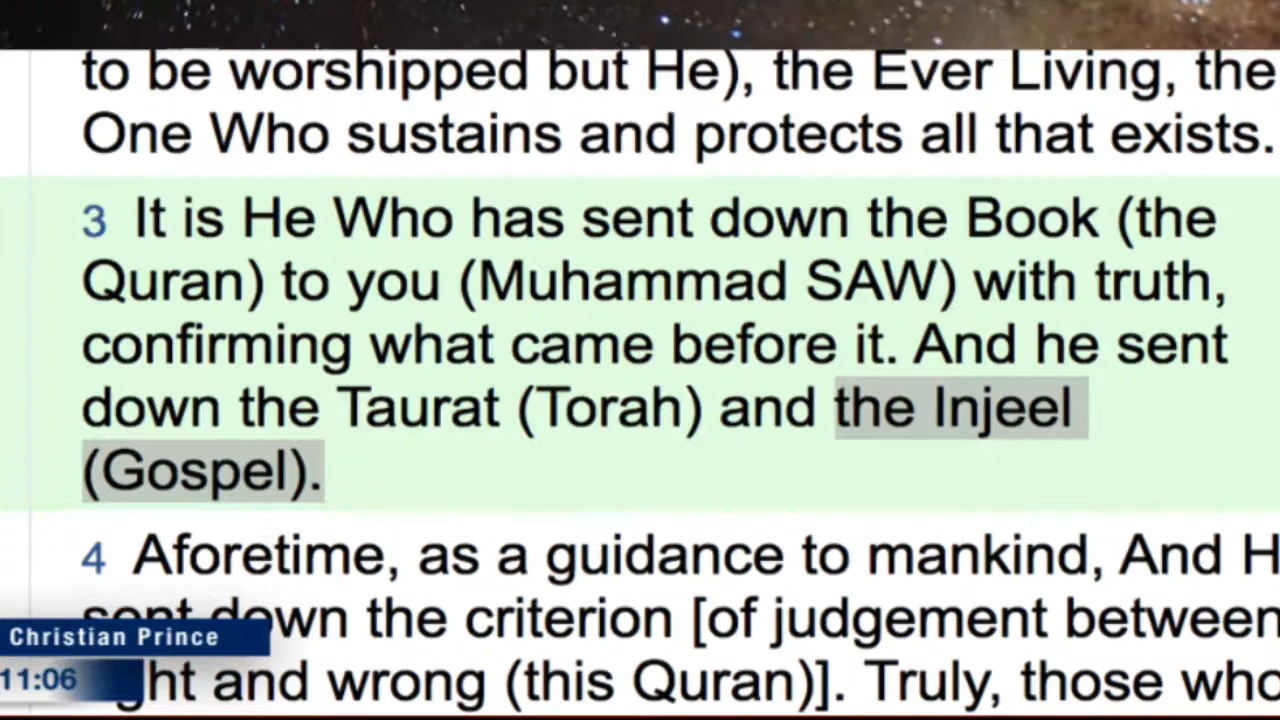 to be worshipped but He), the Ever Living, the
One Who sustains and protects all that exists.
3 It is He Who has sent down the Book (the
Quran) to you (Muhammad SAW) with truth,
confirming what came before it. And he sent
down the Taurat (Torah) and the Injeel
(Gospel).
4 Aforetime, as a guidance to mankind, And H
sent down the criterion [of judgement between
ght and wrong (this Quran)]. Truly, those who
Christian Prince
11:06